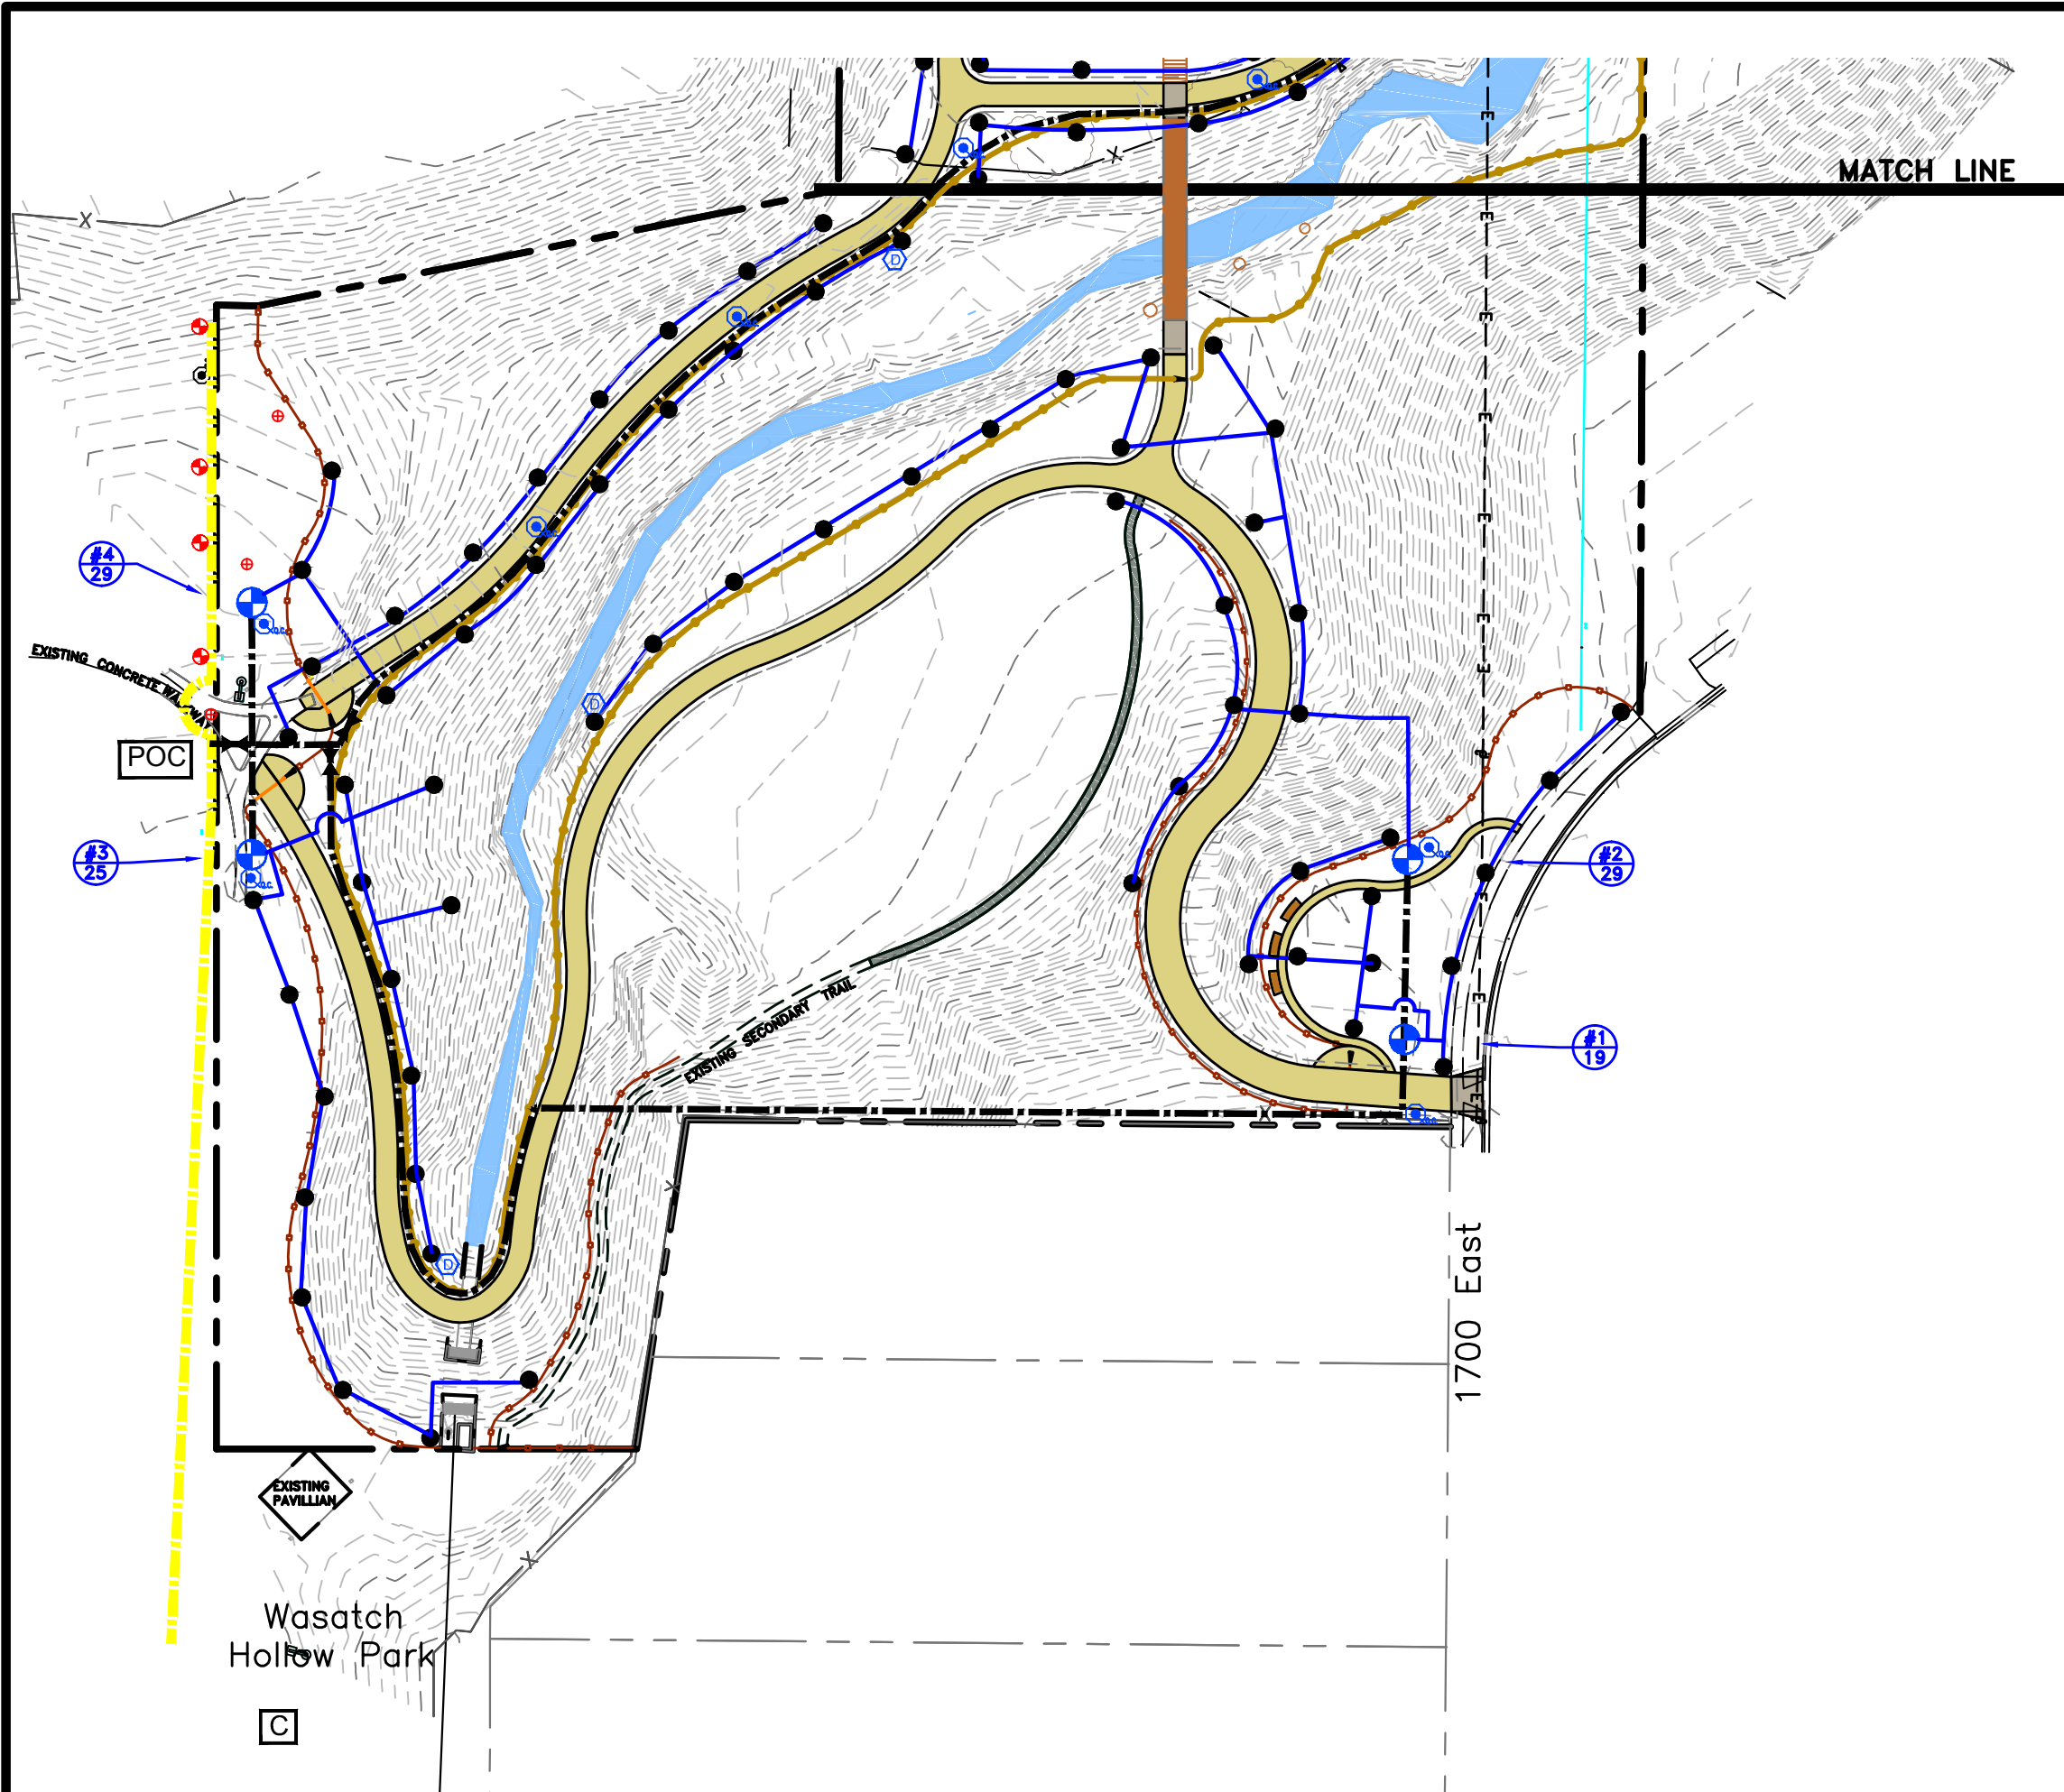 MATCH LINE
D
#4
29
EXISTING CONCRETE WALKWAY
D
POC
#3
25
#2
29
EXISTING SECONDARY TRAIL
#1
19
D
1700 East
EXISTING
PAVILLIAN
Wasatch
Hollow Park
C